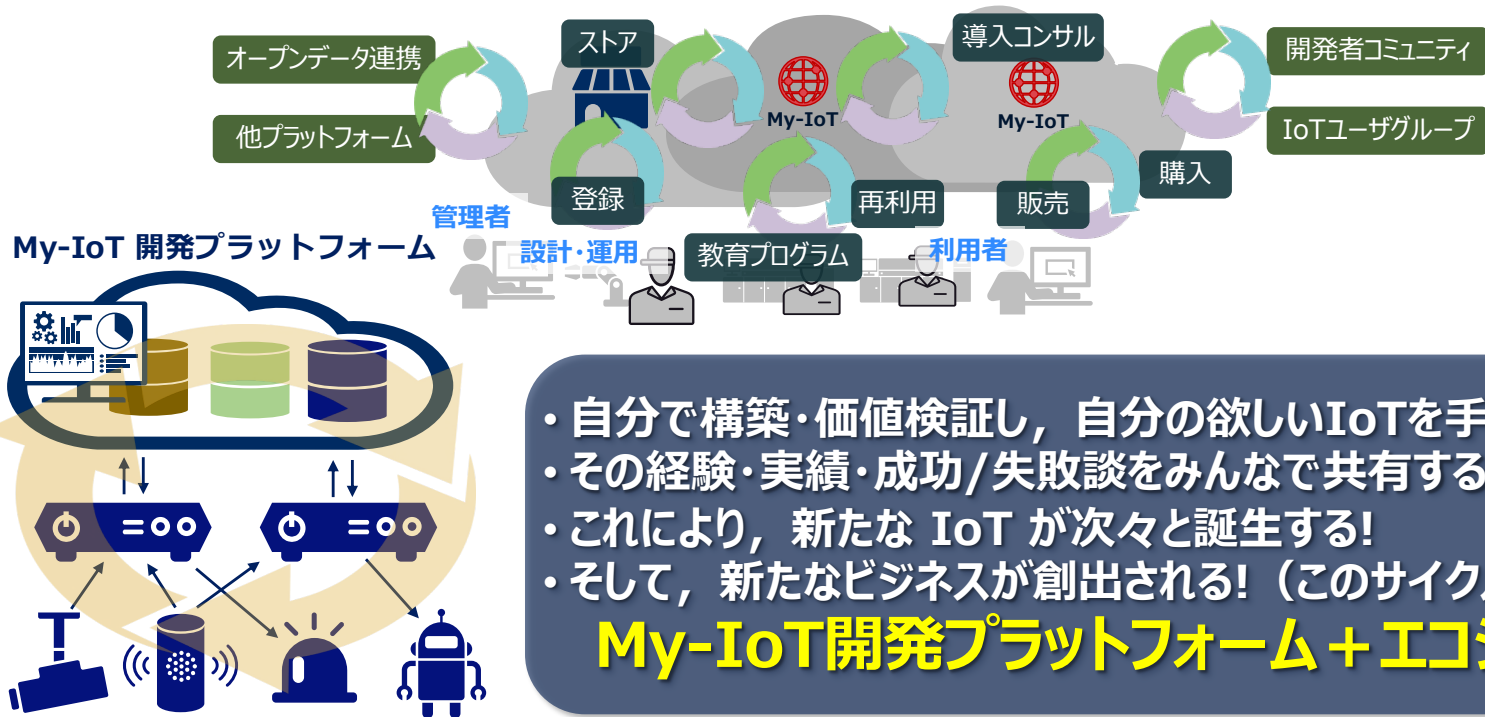 オープンデータ連携
他プラットフォーム
ストア
My-IoT
導入コンサル
My-IoT
開発者コミュニティ
IoTユーザグループ
購入
登録
再利用
販売
教育プログラム
管理者
設計・運用
利用者
My-IoT 開発プラットフォーム
・自分で構築・価値検証し，自分の欲しいIoTを手
・その経験・実績・成功/失敗談をみんなで共有する
・これにより，新たな IoT が次々と誕生する!
・そして，新たなビジネスが創出される!（このサイク
My-IoT開発プラットフォーム＋エコ